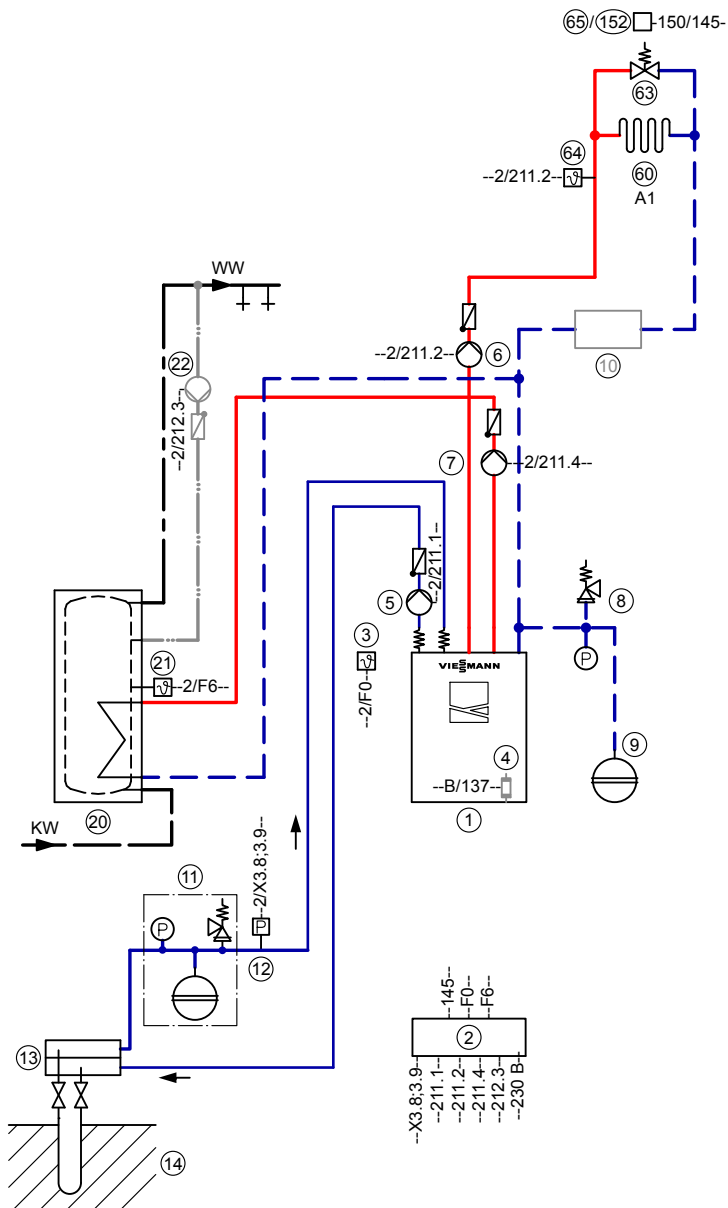 65/152 -150/145-
63
64
--2/211.2--
60
A1
WW
--2/211.2--
6
10
22
--2/212.3--
7
--2/211.4--
--2/211.1--
5
8
3
--2/F0--
P
21
--2/F6--
VIESSMANN
9
4
--B/137--
20
1
KW
11
--2/X3.8;3.9--
P
P
12
---145--
--F0--
--F6--
2
13
--X3.8;3.9--
--211.1--
--211.2--
--211.4--
--212.3--
--230 B--
14